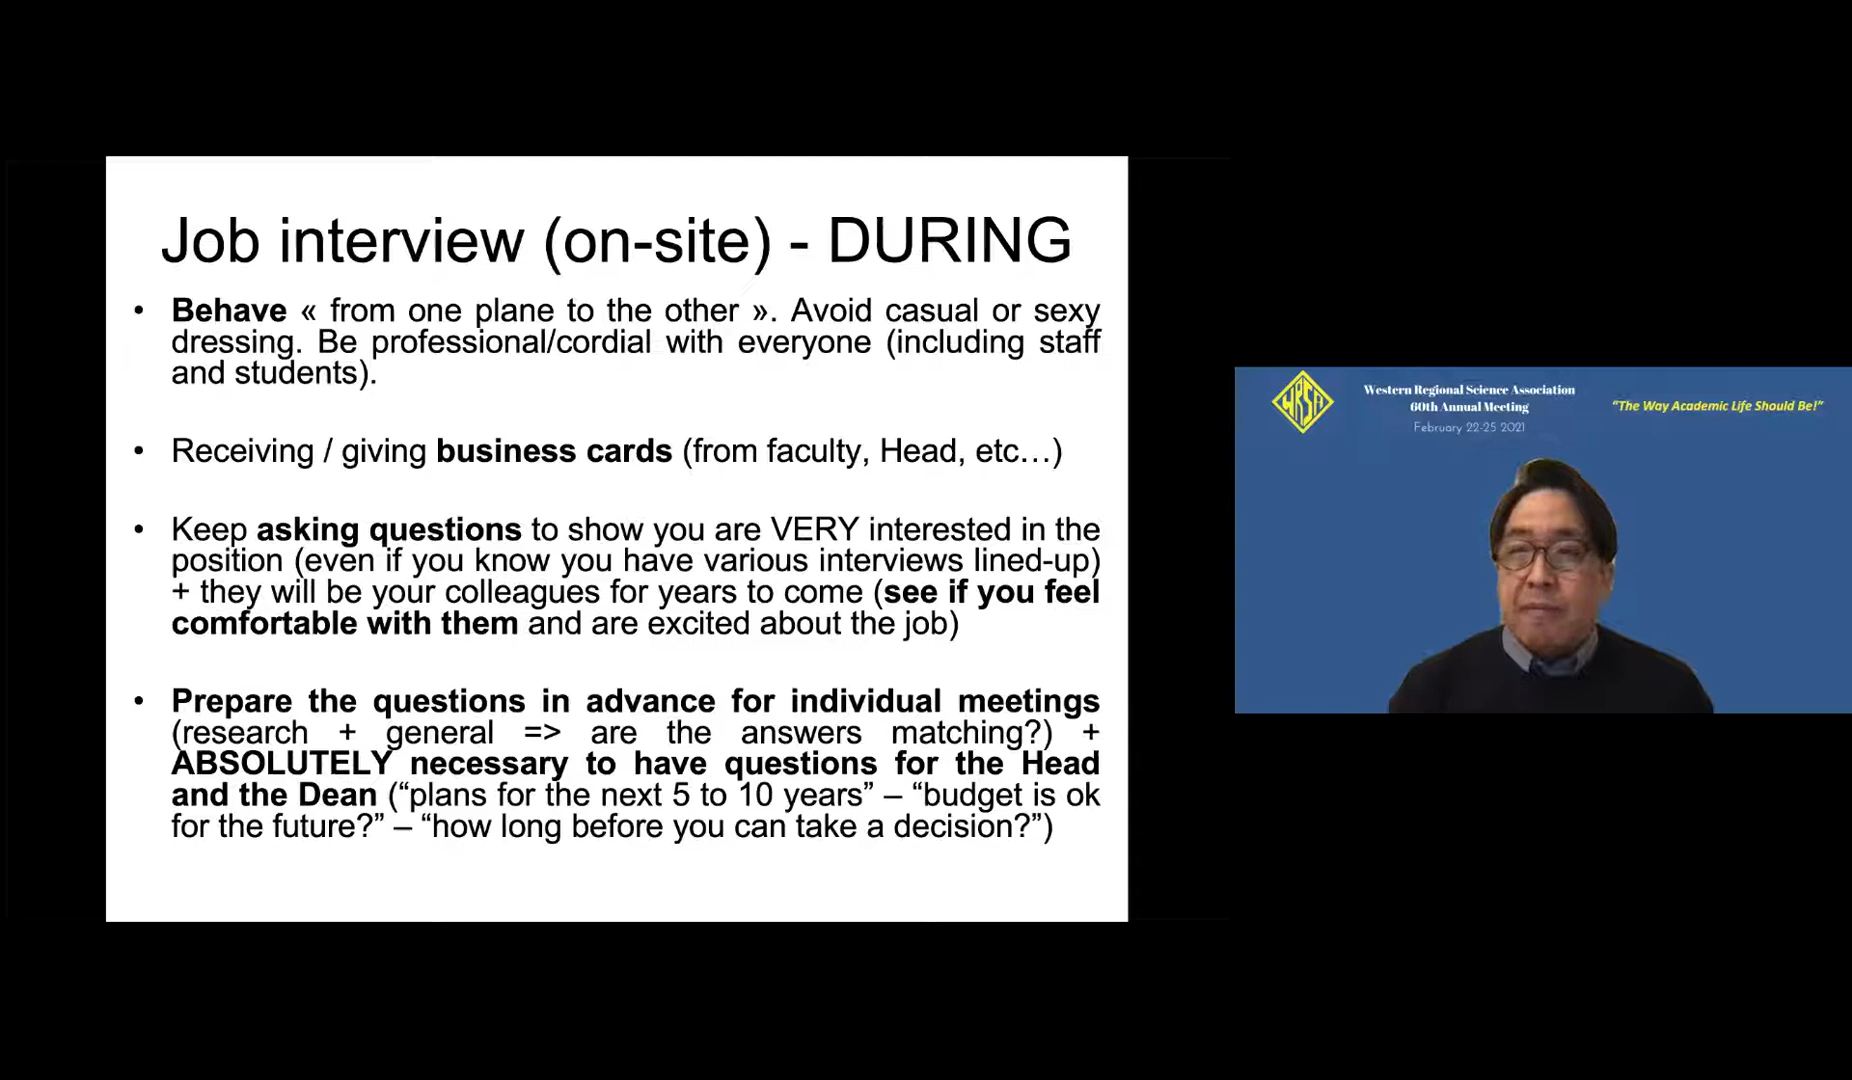 Job interview (on-site) - DURING
• Behave « from one plane to the other ». Avoid casual or sexy
dressing. Be professional/cordial with everyone (including staff
and students).
• Receiving / giving business cards (from faculty, Head, etc…)
• Keep asking questions to show you are VERY interested in the
position (even if you know you have various interviews lined-up)
+ they will be your colleagues for years to come (see if you feel
comfortable with them and are excited about the job)
• Prepare the questions in advance for individual meetings
(research + general => are the answers matching?) +
ABSOLUTELY necessary to have questions for the Head
and the Dean (“plans for the next 5 to 10 years” – “budget is ok
for the future?” – “how long before you can take a decision?”)
WRSA
Western Regional Science Association
60th Annual Meeting
February 22-25 2021
“The Way Academic Life Should Be!”